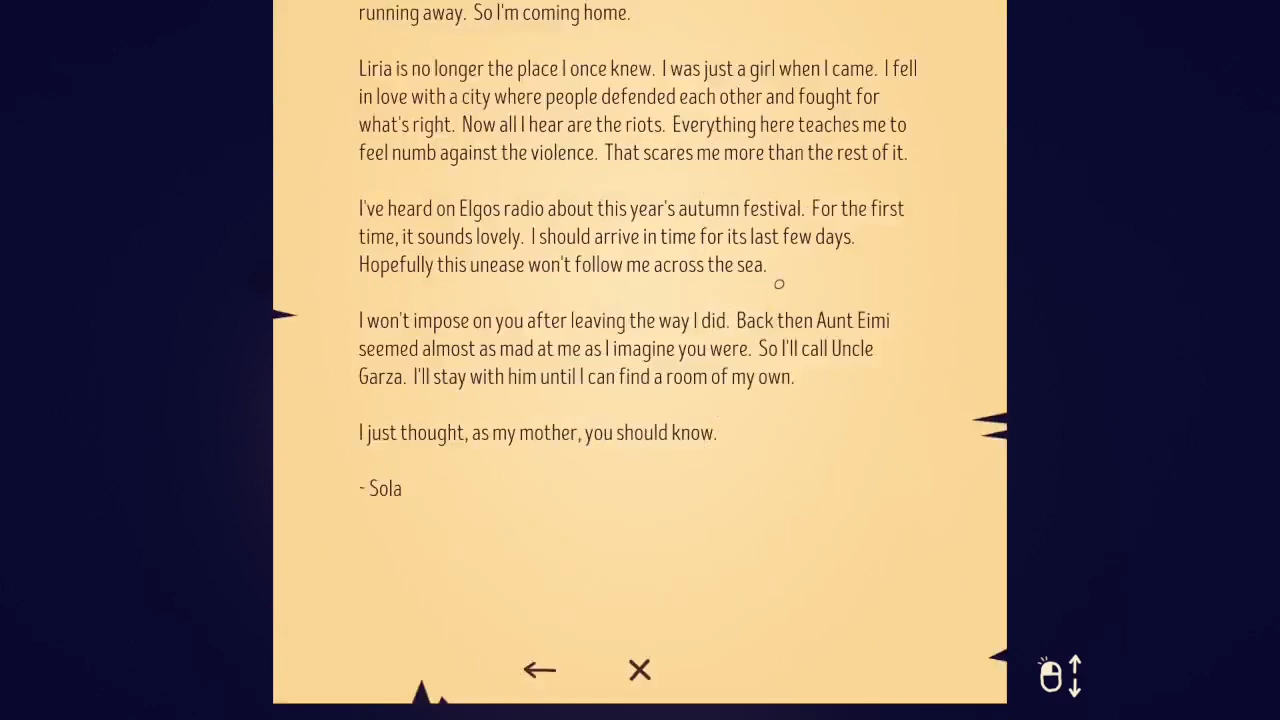 running away.  So I'm coming home.
Liria is no longer the place I once knew.  I was just a girl when I came.  I fell
in love with a city where people defended each other and fought for
what's right.  Now all I hear are the riots.  Everything here teaches me to
feel numb against the violence.  That scares me more than the rest of it.
I've heard on Elgos radio about this year's autumn festival.  For the first
time, it sounds lovely.  I should arrive in time for its last few days.
Hopefully this unease won't follow me across the sea.
I won't impose on you after leaving the way I did.  Back then Aunt Eimi
seemed almost as mad at me as I imagine you were.  So I'll call Uncle
Garza.  I'll stay with him until I can find a room of my own.
I just thought, as my mother, you should know.
- Sola